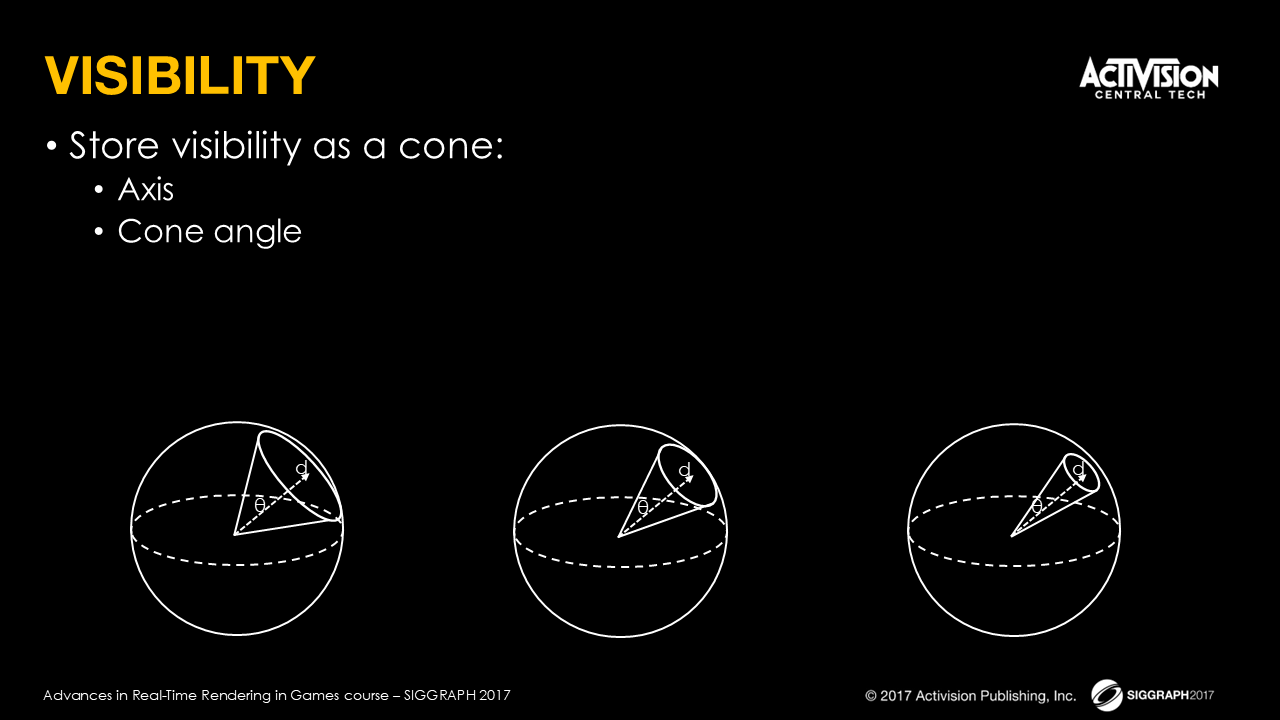 VISIBILITY
ACTIVISION
CENTRAL TECH
• Store visibility as a cone:
• Axis
• Cone angle
d
θ
d
θ
d
θ
Advances in Real-Time Rendering in Games course – SIGGRAPH 2017
© 2017 Activision Publishing, Inc.
SIGGRAPH2017